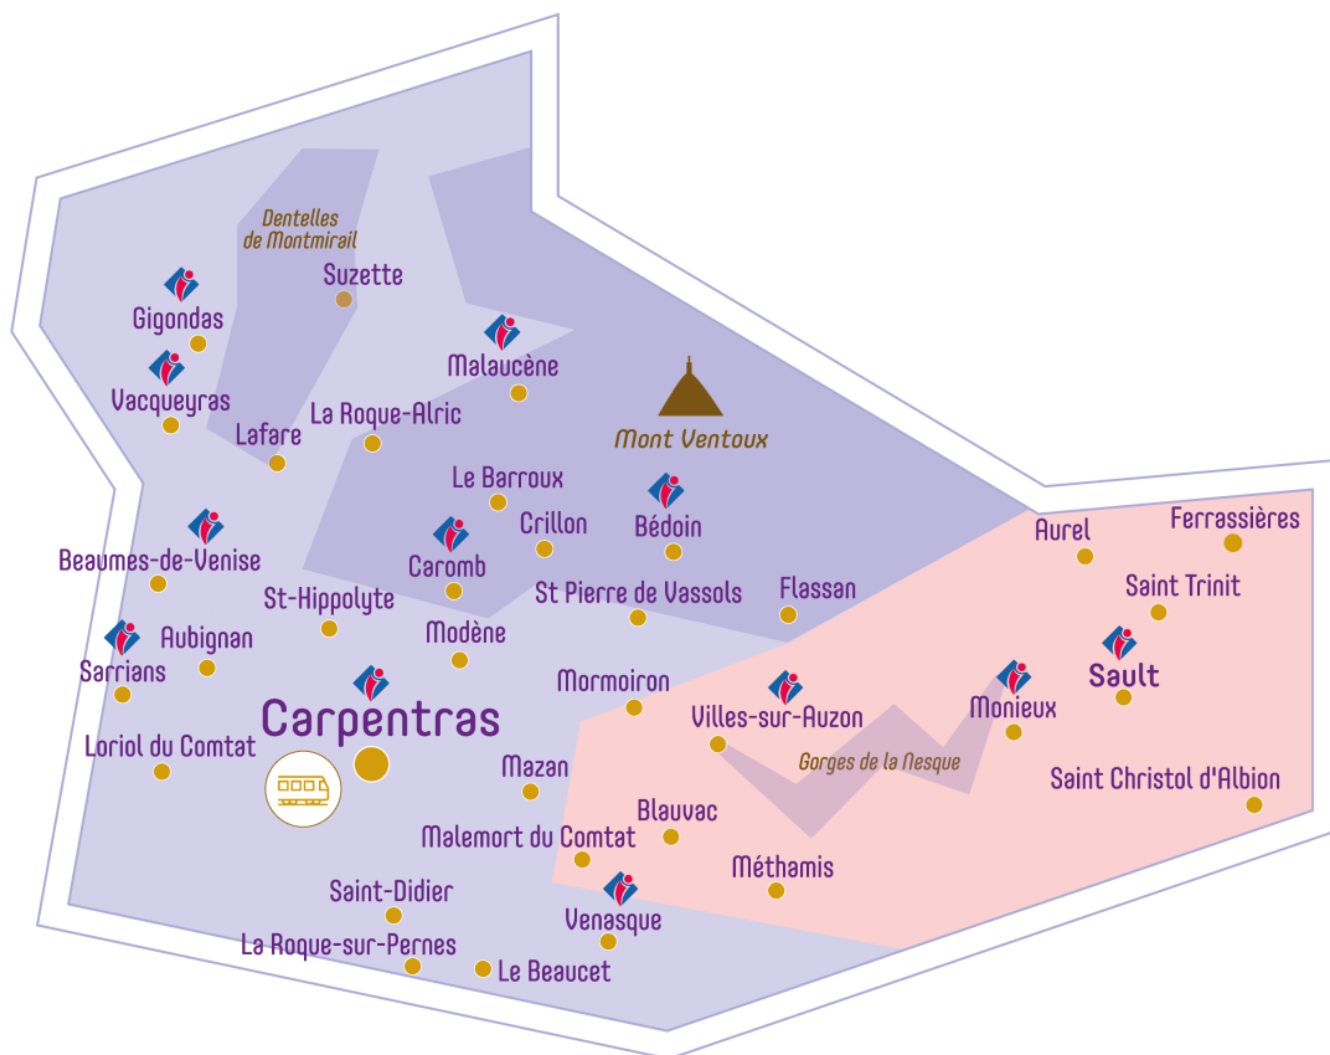 Dentelles
de Montmirail
Suzette
Gigondas
Malaucène
Vacqueyras
La Roque-Alric
Lafare
Mont Ventoux
Le Barroux
Crillon
Bédoin
Aurel
Ferrassières
Beaumes-de-Venise
Caromb
St-Hippolyte
St Pierre de Vassols
Flassan
Saint Trinit
Aubignan
Modène
Sarrians
Mormoiron
Sault
Carpentras
Villes-sur-Auzon
Monieux
Loriol du Comtat
Mazan
Gorges de la Nesque
Saint Christol d'Albion
Blauvac
Malemort du Comtat
Méthamis
Saint-Didier
Venasque
La Roque-sur-Pernes
Le Beaucet